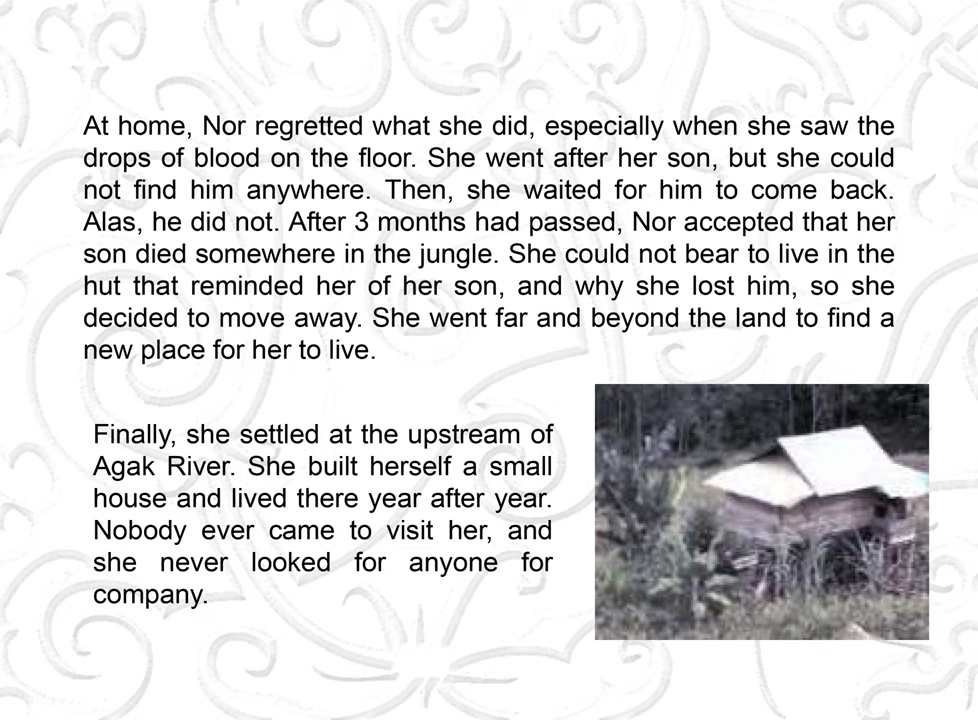 At home, Nor regretted what she did, especially when she saw the
drops of blood on the floor. She went after her son, but she could
not find him anywhere. Then, she waited for him to come back.
Alas, he did not. After 3 months had passed, Nor accepted that her
son died somewhere in the jungle. She could not bear to live in the
hut that reminded her of her son, and why she lost him, so she
decided to move away. She went far and beyond the land to find a
new place for her to live.
Finally, she settled at the upstream of
Agak River. She built herself a small
house and lived there year after year.
Nobody ever came to visit her, and
she never looked for anyone for
company.